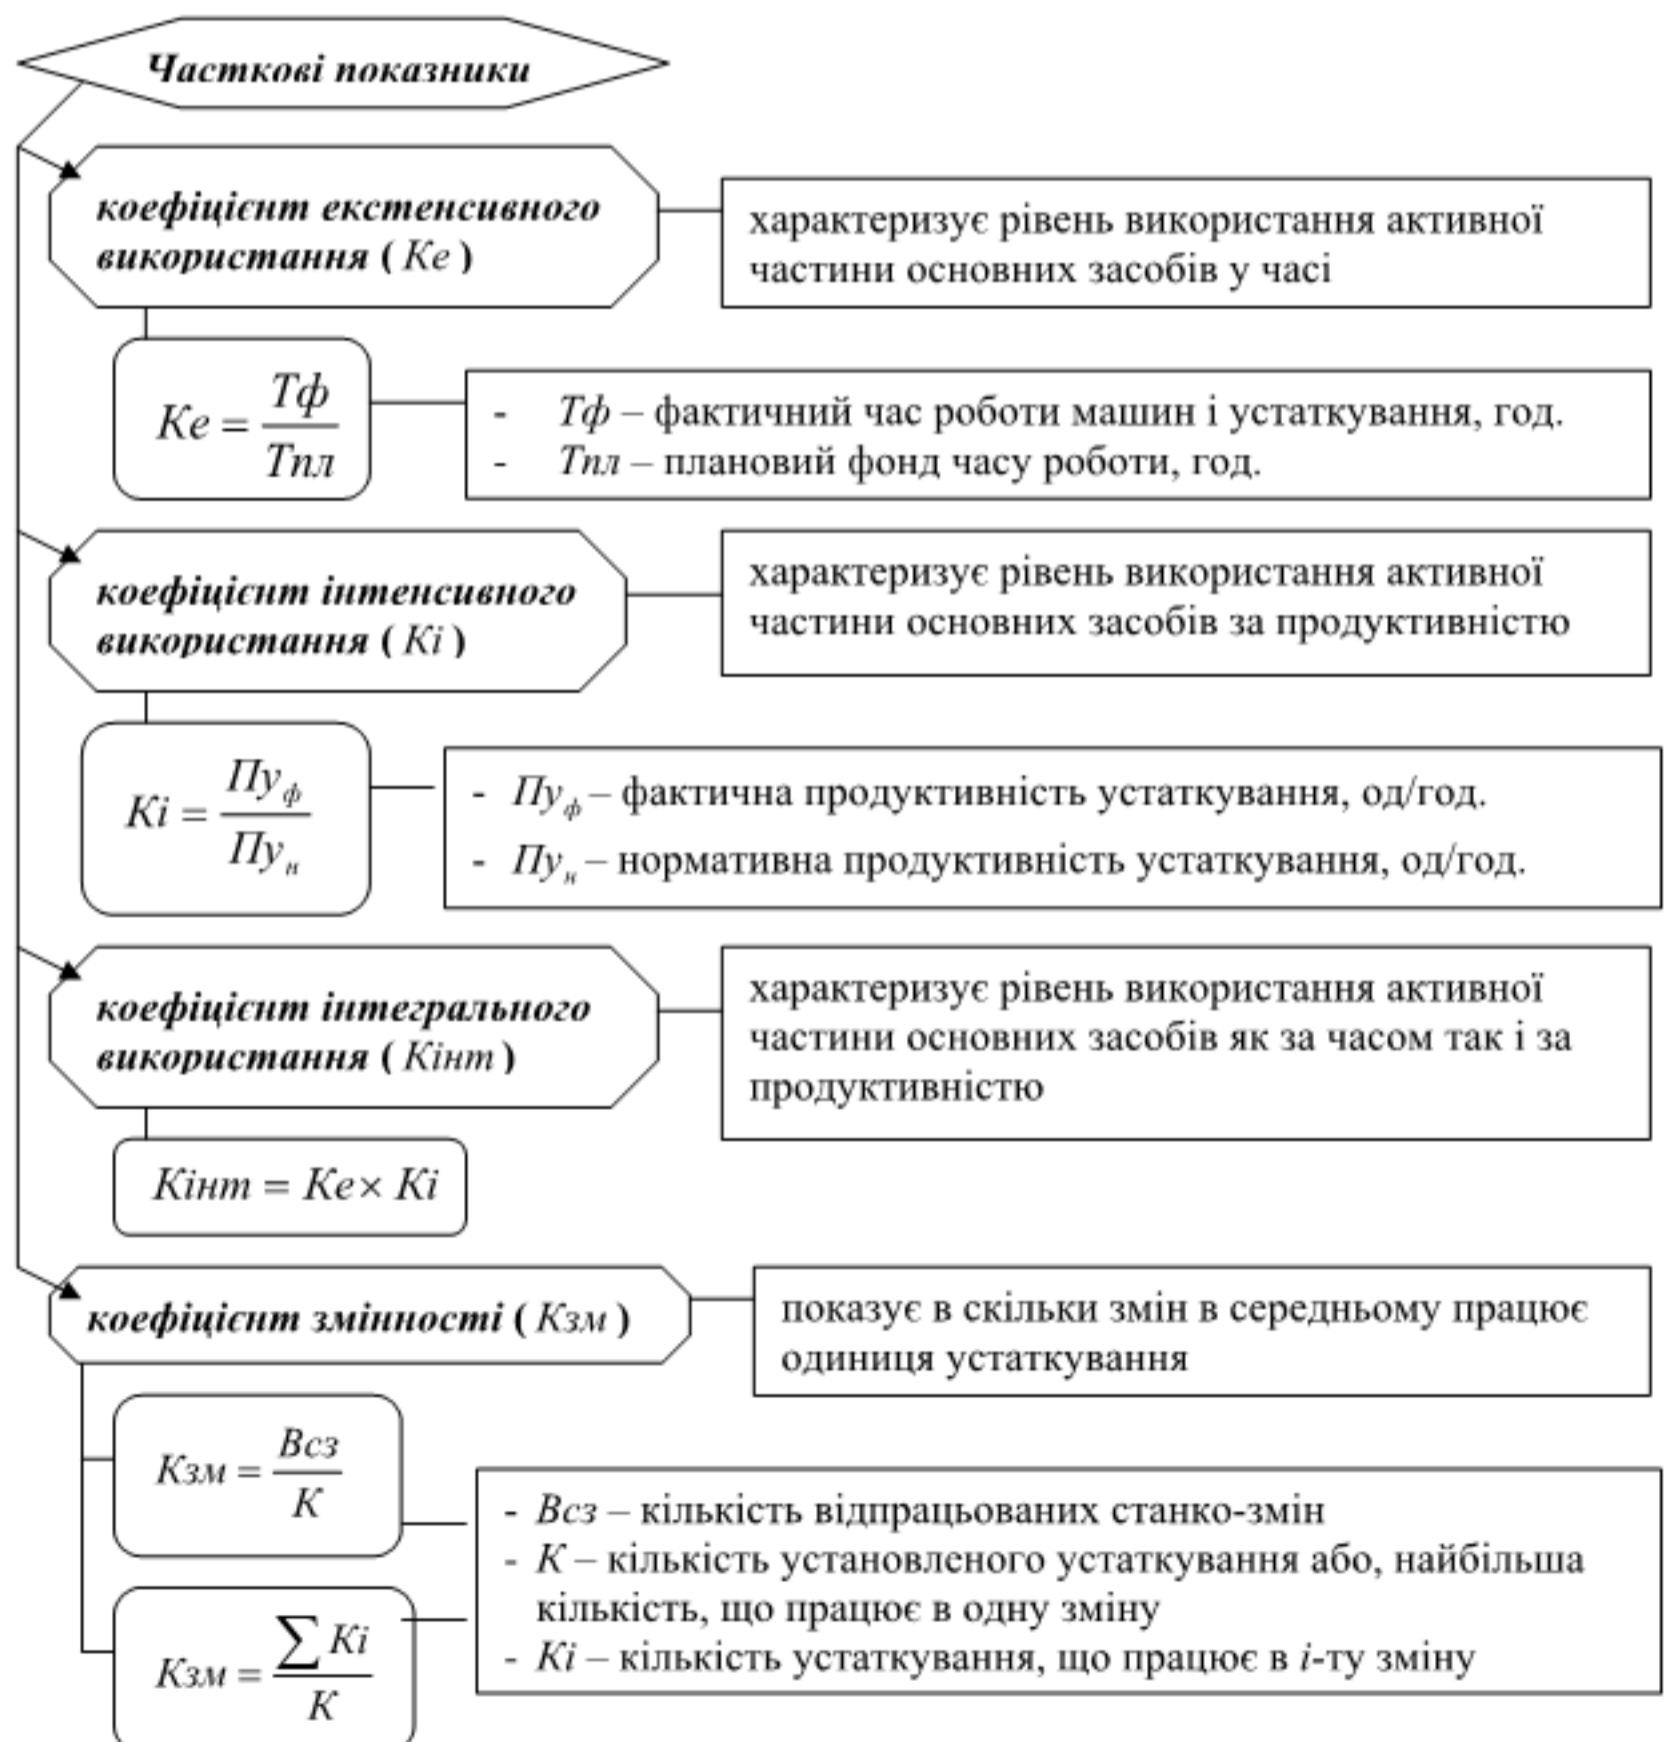 Часткові показники
коефіцієнт екстенсивного
використання ( Ке )
характеризує рівень використання активної
частини основних засобів у часі
Ке = Тф / Тпл
- Тф – фактичний час роботи машин і устаткування, год.
- Тпл – плановий фонд часу роботи, год.
коефіцієнт інтенсивного
використання ( Кі )
характеризує рівень використання активної
частини основних засобів за продуктивністю
Кі = Пуф / Пун
- Пуф – фактична продуктивність устаткування, од/год.
- Пун – нормативна продуктивність устаткування, од/год.
коефіцієнт інтегрального
використання ( Кінт )
характеризує рівень використання активної
частини основних засобів як за часом так і за
продуктивністю
Кінт = Ке × Кі
коефіцієнт змінності ( Кзм )
показує в скільки змін в середньому працює
одиниця устаткування
Кзм = Всз / К
- Всз – кількість відпрацьованих станко-змін
- К – кількість установленого устаткування або, найбільша
кількість, що працює в одну зміну
- Кі – кількість устаткування, що працює в і-ту зміну
Кзм = ∑ Кі / К